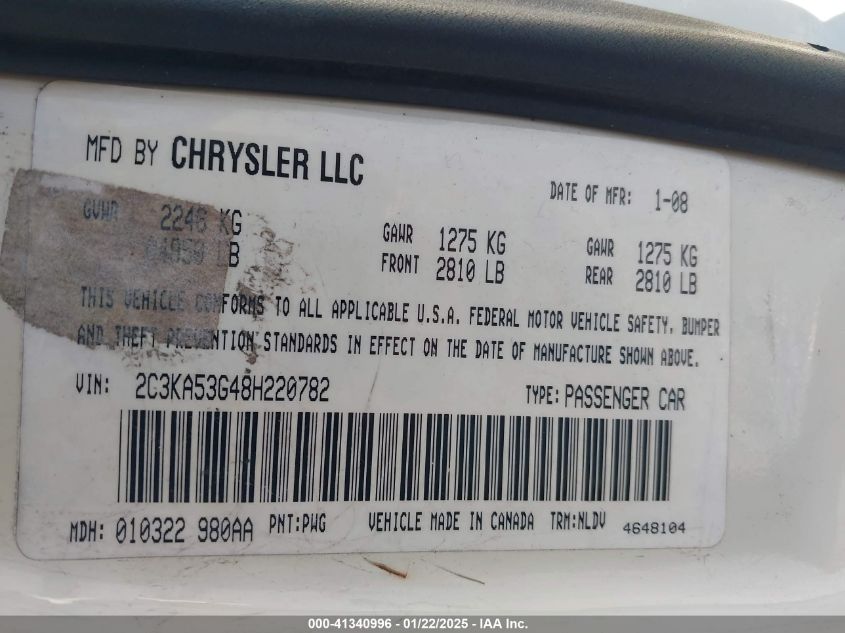 MFD BY CHRYSLER LLC
DATE OF MFR: 1-08
GVWR 2246 KG
04950 LB
GAWR 1275 KG
FRONT 2810 LB
GAWR 1275 KG
REAR 2810 LB
THIS VEHICLE CONFORMS TO ALL APPLICABLE U.S.A. FEDERAL MOTOR VEHICLE SAFETY, BUMPER
AND THEFT PREVENTION STANDARDS IN EFFECT ON THE DATE OF MANUFACTURE SHOWN ABOVE.
VIN: 2C3KA53G48H220782 TYPE: PASSENGER CAR
MDH: 010322 980AA PNT:PWG VEHICLE MADE IN CANADA TRM:NLDV 4648104
000-41340996 - 01/22/2025 - IAA Inc.